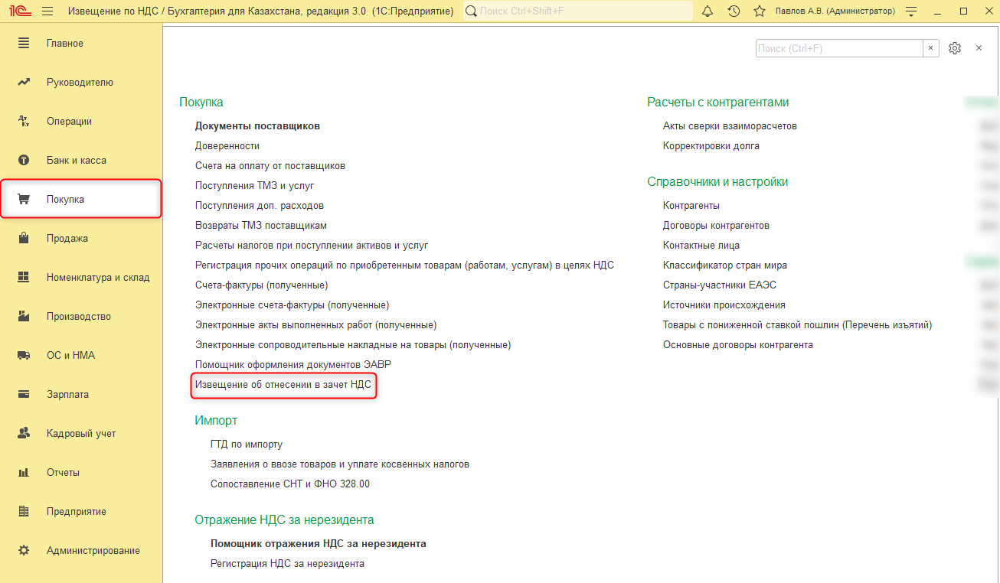 1С Извещение по НДС / Бухгалтерия для Казахстана, редакция 3.0 (1С:Предприятие) Поиск Ctrl+Shift+F Павлов А.В. (Администратор)
Главное
Руководителю
Дт Кт Операции
Банк и касса
Покупка
Продажа
Номенклатура и склад
Производство
ОС и НМА
Зарплата
Кадровый учет
Отчеты
Предприятие
Администрирование
Поиск (Ctrl+F)
Покупка
Документы поставщиков
Доверенности
Счета на оплату от поставщиков
Поступления ТМЗ и услуг
Поступления доп. расходов
Возвраты ТМЗ поставщикам
Расчеты налогов при поступлении активов и услуг
Регистрация прочих операций по приобретенным товарам (работам, услугам) в целях НДС
Счета-фактуры (полученные)
Электронные счета-фактуры (полученные)
Электронные акты выполненных работ (полученные)
Электронные сопроводительные накладные на товары (полученные)
Помощник оформления документов ЭАВР
Извещение об отнесении в зачет НДС
Импорт
ГТД по импорту
Заявления о ввозе товаров и уплате косвенных налогов
Сопоставление СНТ и ФНО 328.00
Отражение НДС за нерезидента
Помощник отражения НДС за нерезидента
Регистрация НДС за нерезидента
Расчеты с контрагентами
Акты сверки взаиморасчетов
Корректировки долга
Справочники и настройки
Контрагенты
Договоры контрагентов
Контактные лица
Классификатор стран мира
Страны-участники ЕАЭС
Источники происхождения
Товары с пониженной ставкой пошлин (Перечень изъятий)
Основные договоры контрагента